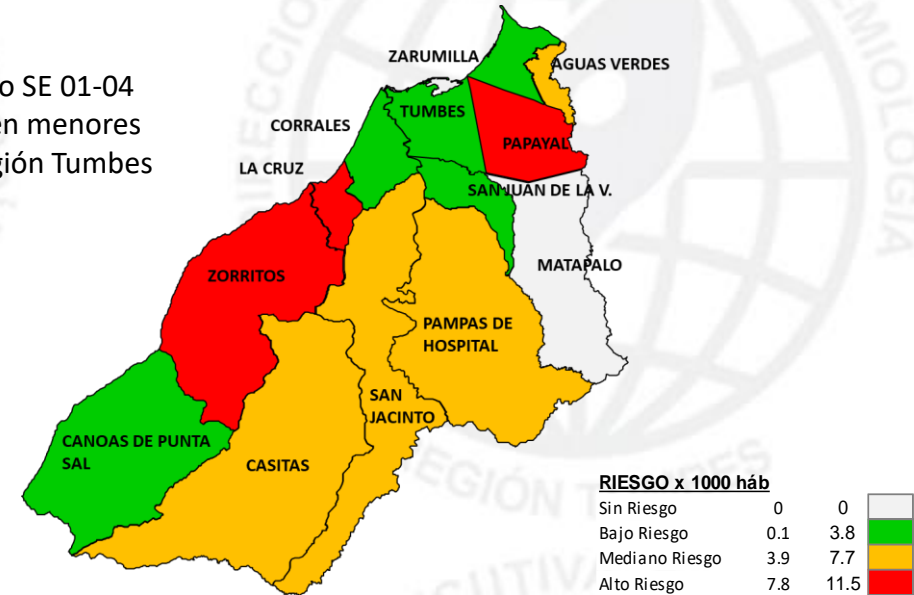 o SE 01-04
en menores
gión Tumbes
ZARUMILLA
AGUAS VERDES
CORRALES
TUMBES
PAPAYAL
LA CRUZ
SAN JUAN DE LA V.
ZORRITOS
MATAPALO
PAMPAS DE
HOSPITAL
SAN
JACINTO
CANOAS DE PUNTA
SAL
CASITAS
RIESGO x 1000 háb
Sin Riesgo 0 0
Bajo Riesgo 0.1 3.8
Mediano Riesgo 3.9 7.7
Alto Riesgo 7.8 11.5